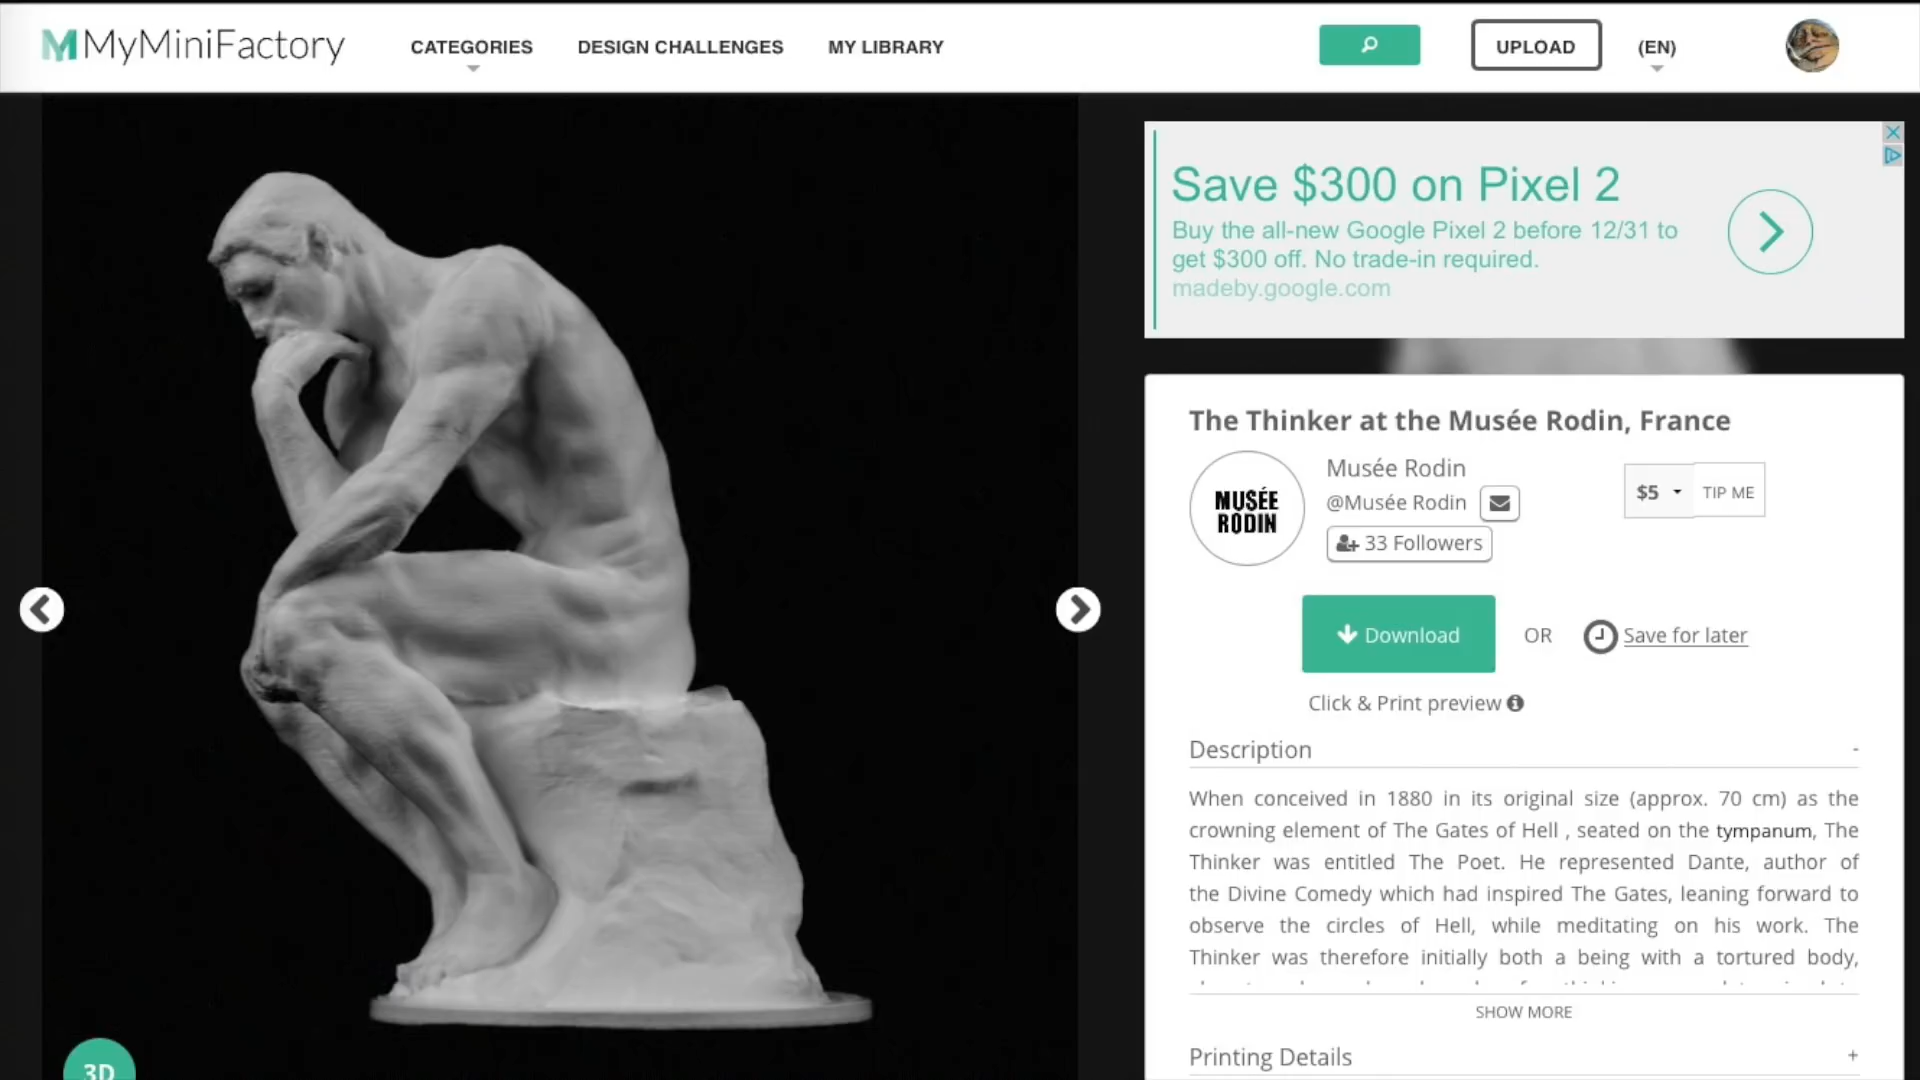 MyMiniFactory
CATEGORIES
DESIGN CHALLENGES
MY LIBRARY
UPLOAD
(EN)
Save $300 on Pixel 2
Buy the all-new Google Pixel 2 before 12/31 to
get $300 off. No trade-in required.
madeby.google.com
The Thinker at the Musée Rodin, France
MUSÉE
RODIN
Musée Rodin
@Musée Rodin
33 Followers
$5
TIP ME
Download
OR
Save for later
Click & Print preview
Description
-
When conceived in 1880 in its original size (approx. 70 cm) as the
crowning element of The Gates of Hell , seated on the tympanum, The
Thinker was entitled The Poet. He represented Dante, author of
the Divine Comedy which had inspired The Gates, leaning forward to
observe the circles of Hell, while meditating on his work. The
Thinker was therefore initially both a being with a tortured body,
SHOW MORE
Printing Details
+
3D